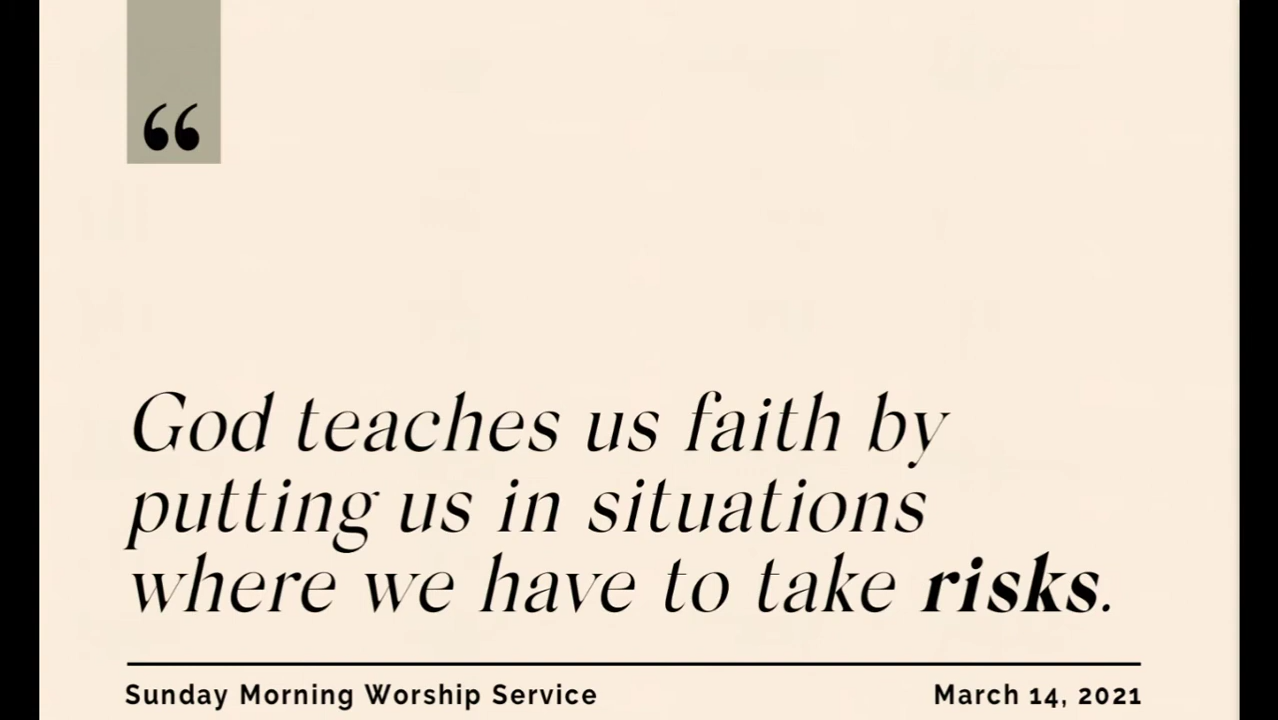 “
God teaches us faith by
putting us in situations
where we have to take risks.
Sunday Morning Worship Service
March 14, 2021